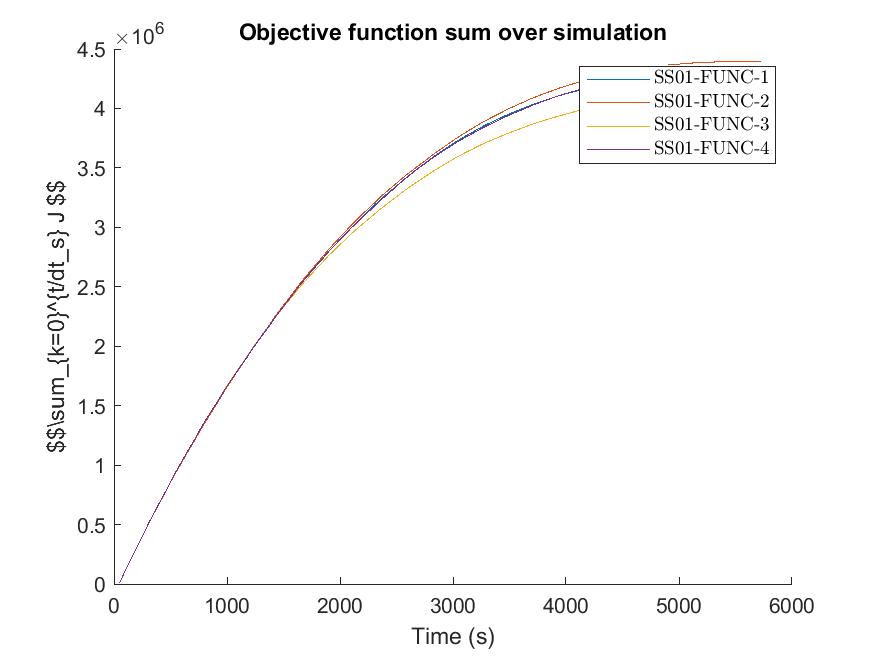 Objective function sum over simulation
×10^6
4.5
4
3.5
3
2.5
2
1.5
1
0.5
0
$$\sum_{k=0}^{t/dt_s} J $$
SS01-FUNC-1
SS01-FUNC-2
SS01-FUNC-3
SS01-FUNC-4
0 1000 2000 3000 4000 5000 6000
Time (s)